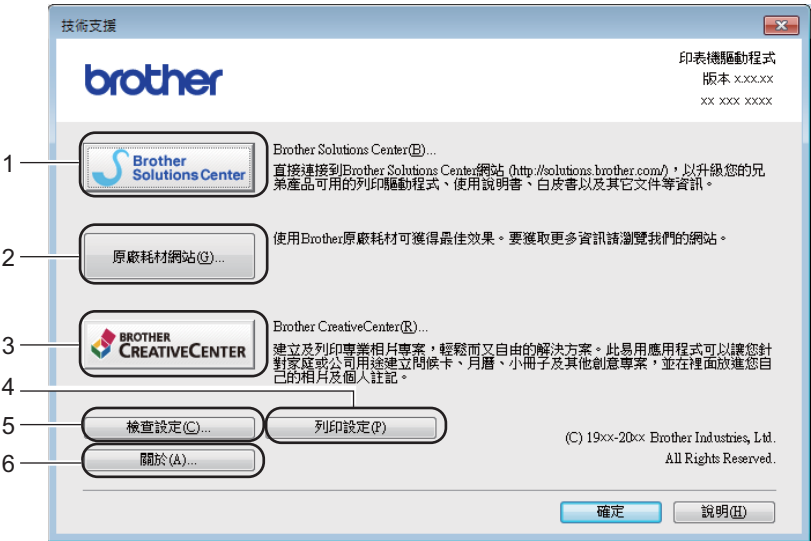 技術支援
brother
印表機驅動程式
版本 x.xx.xx
xx xxx xxxx
1
Brother
Solutions Center
Brother Solutions Center(B)...
直接連接到Brother Solutions Center網站 (http://solutions.brother.com/)，以升級您的兄
弟產品可用的列印驅動程式、使用說明書、白皮書以及其它文件等資訊。
2
原廠耗材網站(G)...
使用Brother原廠耗材可獲得最佳效果。要獲取更多資訊請瀏覽我們的網站。
3
BROTHER
CREATIVECENTER
Brother CreativeCenter(R)...
建立及列印專業相片專案，輕鬆而又自由的解決方案。此易用應用程式可以讓您針
對家庭或公司用途建立問候卡、月曆、小冊子及其他創意專案，並在裡面放進您自
己的相片及個人註記。
4
5
檢查設定(C)...
列印設定(P)
6
關於(A)...
(C) 19xx-20xx Brother Industries, Ltd.
All Rights Reserved.
確定
說明(H)